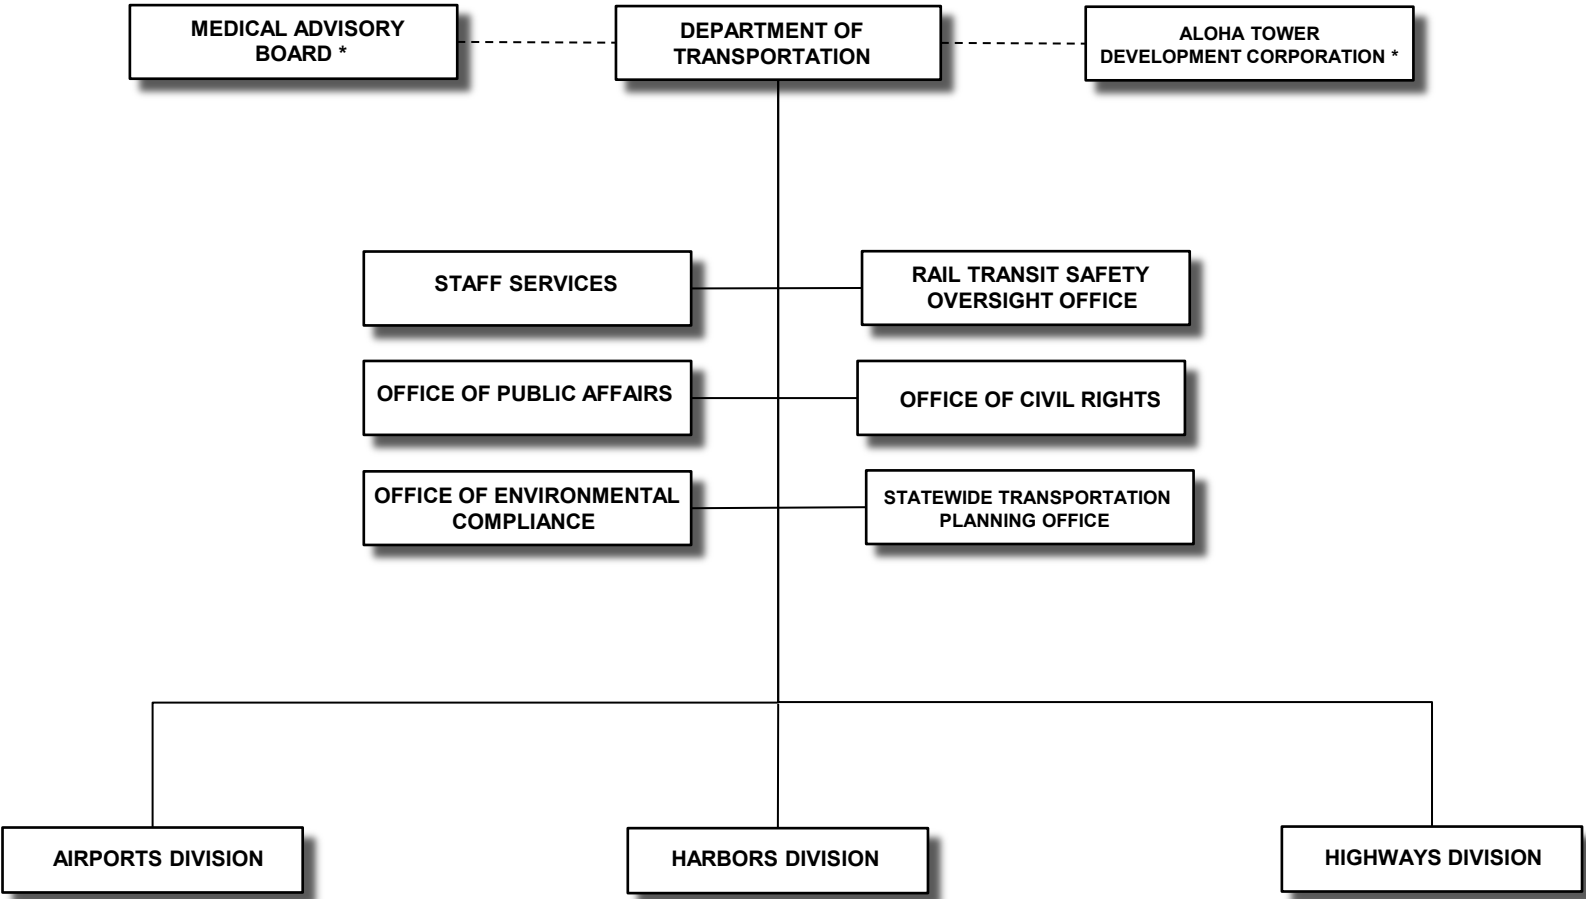 MEDICAL ADVISORY
BOARD *
DEPARTMENT OF
TRANSPORTATION
ALOHA TOWER
DEVELOPMENT CORPORATION *
STAFF SERVICES
RAIL TRANSIT SAFETY
OVERSIGHT OFFICE
OFFICE OF PUBLIC AFFAIRS
OFFICE OF CIVIL RIGHTS
OFFICE OF ENVIRONMENTAL
COMPLIANCE
STATEWIDE TRANSPORTATION
PLANNING OFFICE
AIRPORTS DIVISION
HARBORS DIVISION
HIGHWAYS DIVISION